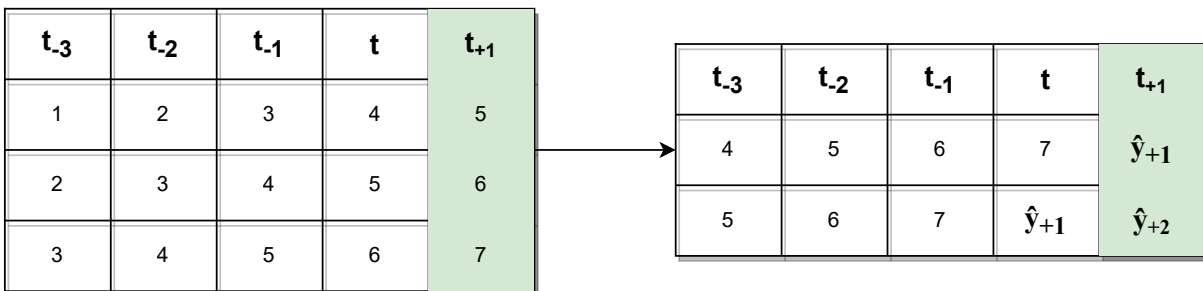 t₋₃ t₋₂ t₋₁ t t₊₁
1 2 3 4 5
2 3 4 5 6
3 4 5 6 7
t₋₃ t₋₂ t₋₁ t t₊₁
4 5 6 7 ŷ₊₁
5 6 7 ŷ₊₁ ŷ₊₂